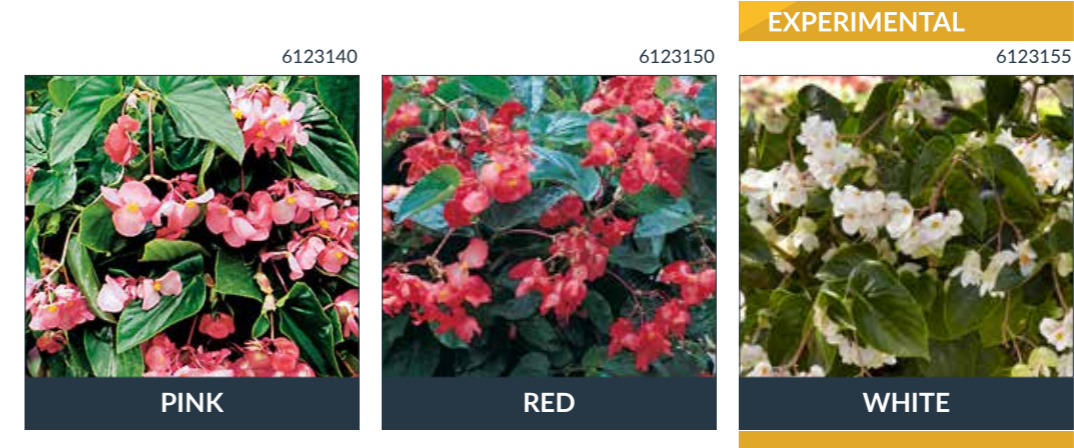 EXPERIMENTAL
6123140
6123150
6123155
PINK
RED
WHITE